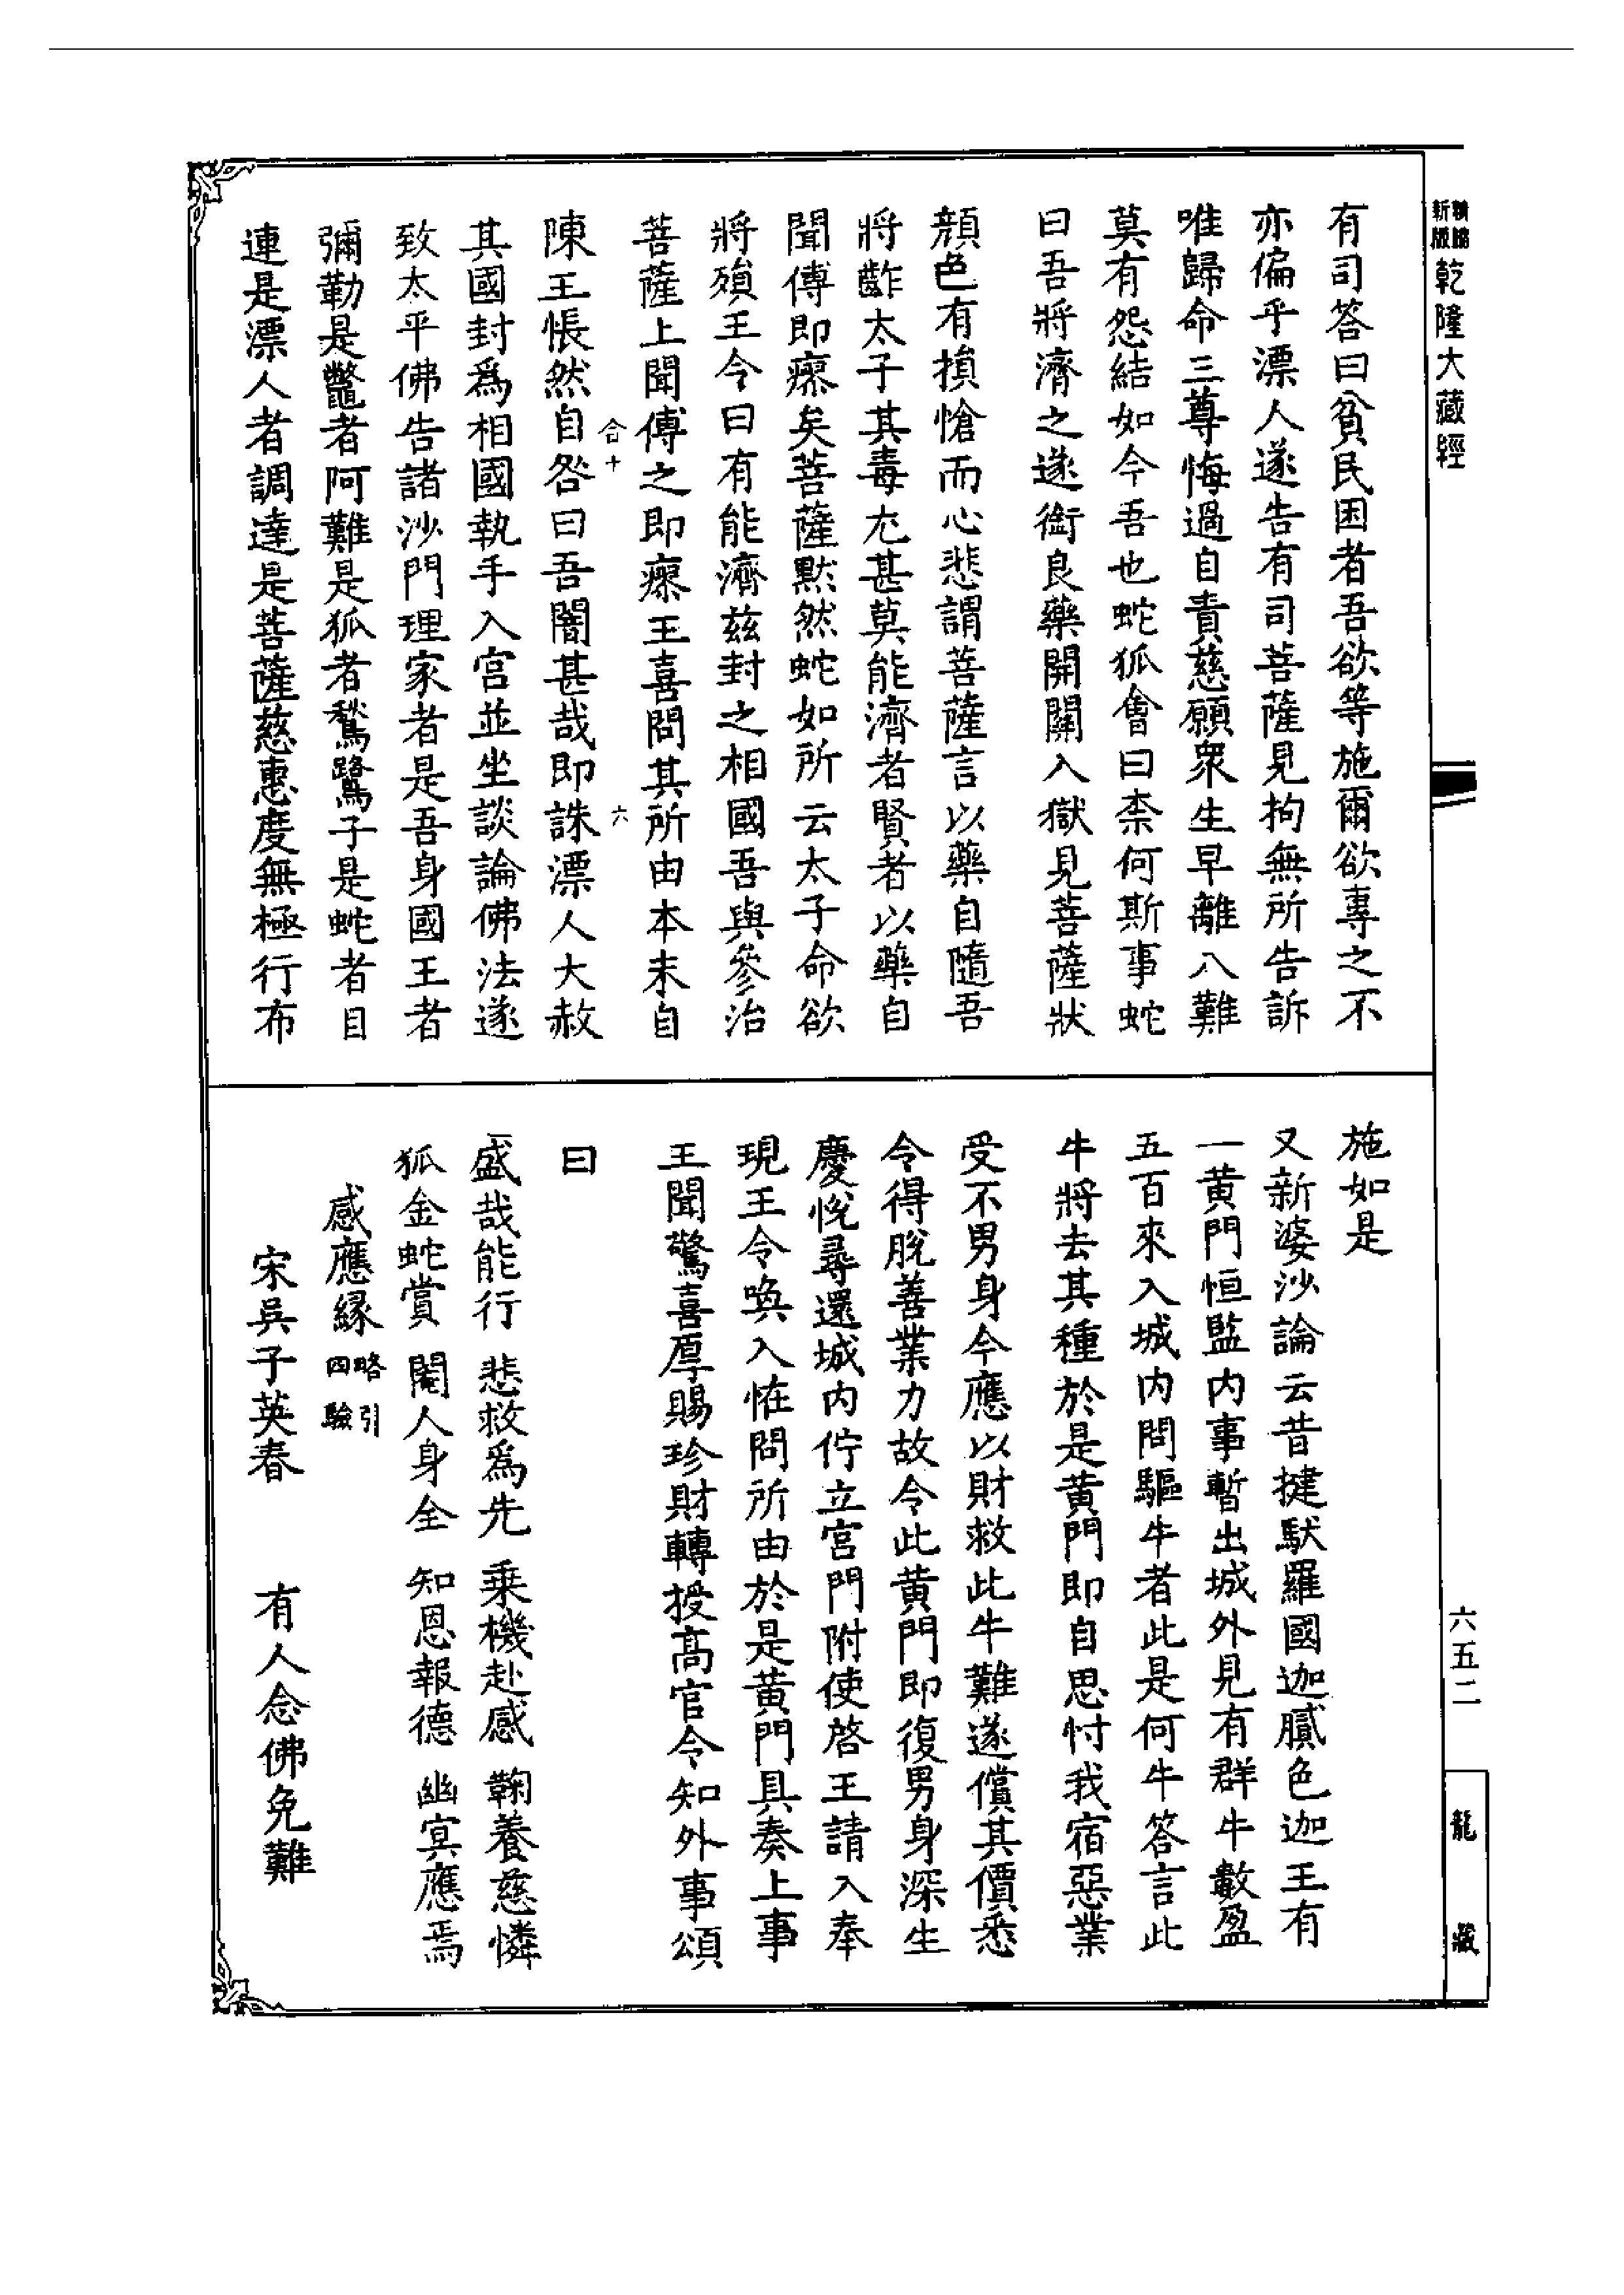 新版
精縮
乾隆大藏經
有司答曰貧民困者吾欲等施爾欲專之不
亦偏乎漂人遂告有司菩薩見拘無所告訴
唯歸命三尊悔過自責慈願衆生早離八難
莫有怨結如今吾也蛇狐會曰柰何斯事蛇
曰吾將濟之遂銜良藥開關入獄見菩薩狀
顏色有損愴而心悲謂菩薩言以藥自隨吾
將齚太子其毒尤甚莫能濟者賢者以藥自
聞傅即瘳矣菩薩黙然蛇如所云太子命欲
將殞王令曰有能濟兹封之相國吾與參治
菩薩上聞傅之即瘳王喜問其所由本末自
合十
六
陳王悵然自咎曰吾闇甚哉即誅漂人大赦
其國封爲相國執手入宮並坐談論佛法遂
致太平佛告諸沙門理家者是吾身國王者
彌勒是鼈者阿難是狐者鶖鷺子是蛇者目
連是漂人者調達是菩薩慈惠度無極行布
施如是
又新婆沙論云昔揵馱羅國迦膩色迦王有
一黄門恒監内事暫出城外見有群牛數盈
五百來入城内問驅牛者此是何牛答言此
牛將去其種於是黄門即自思忖我宿惡業
受不男身今應以財救此牛難遂償其價悉
令得脫善業力故令此黄門即復男身深生
慶悅尋還城内佇立宮門附使啓王請入奉
現王令喚入恠問所由於是黄門具奏上事
王聞驚喜厚賜珍財轉授髙官令知外事頌
曰
盛哉能行 悲救爲先 乘機赴感 鞠養慈憐
狐金蛇賞 閹人身全 知恩報德 幽冥應焉
感應縁
略引
四驗
宋吳子英春 有人念佛免難
六五二
龍藏